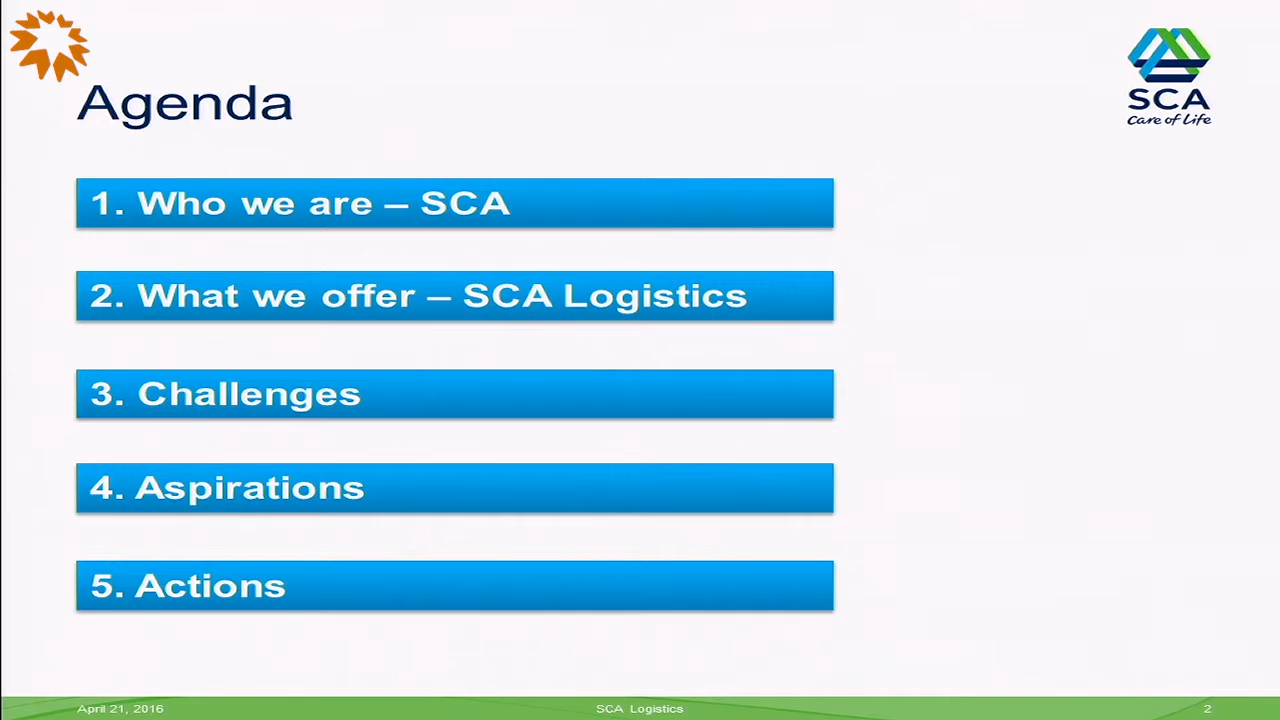 Agenda
SCA
Care of Life
1. Who we are – SCA
2. What we offer – SCA Logistics
3. Challenges
4. Aspirations
5. Actions
April 21, 2016
SCA Logistics
2